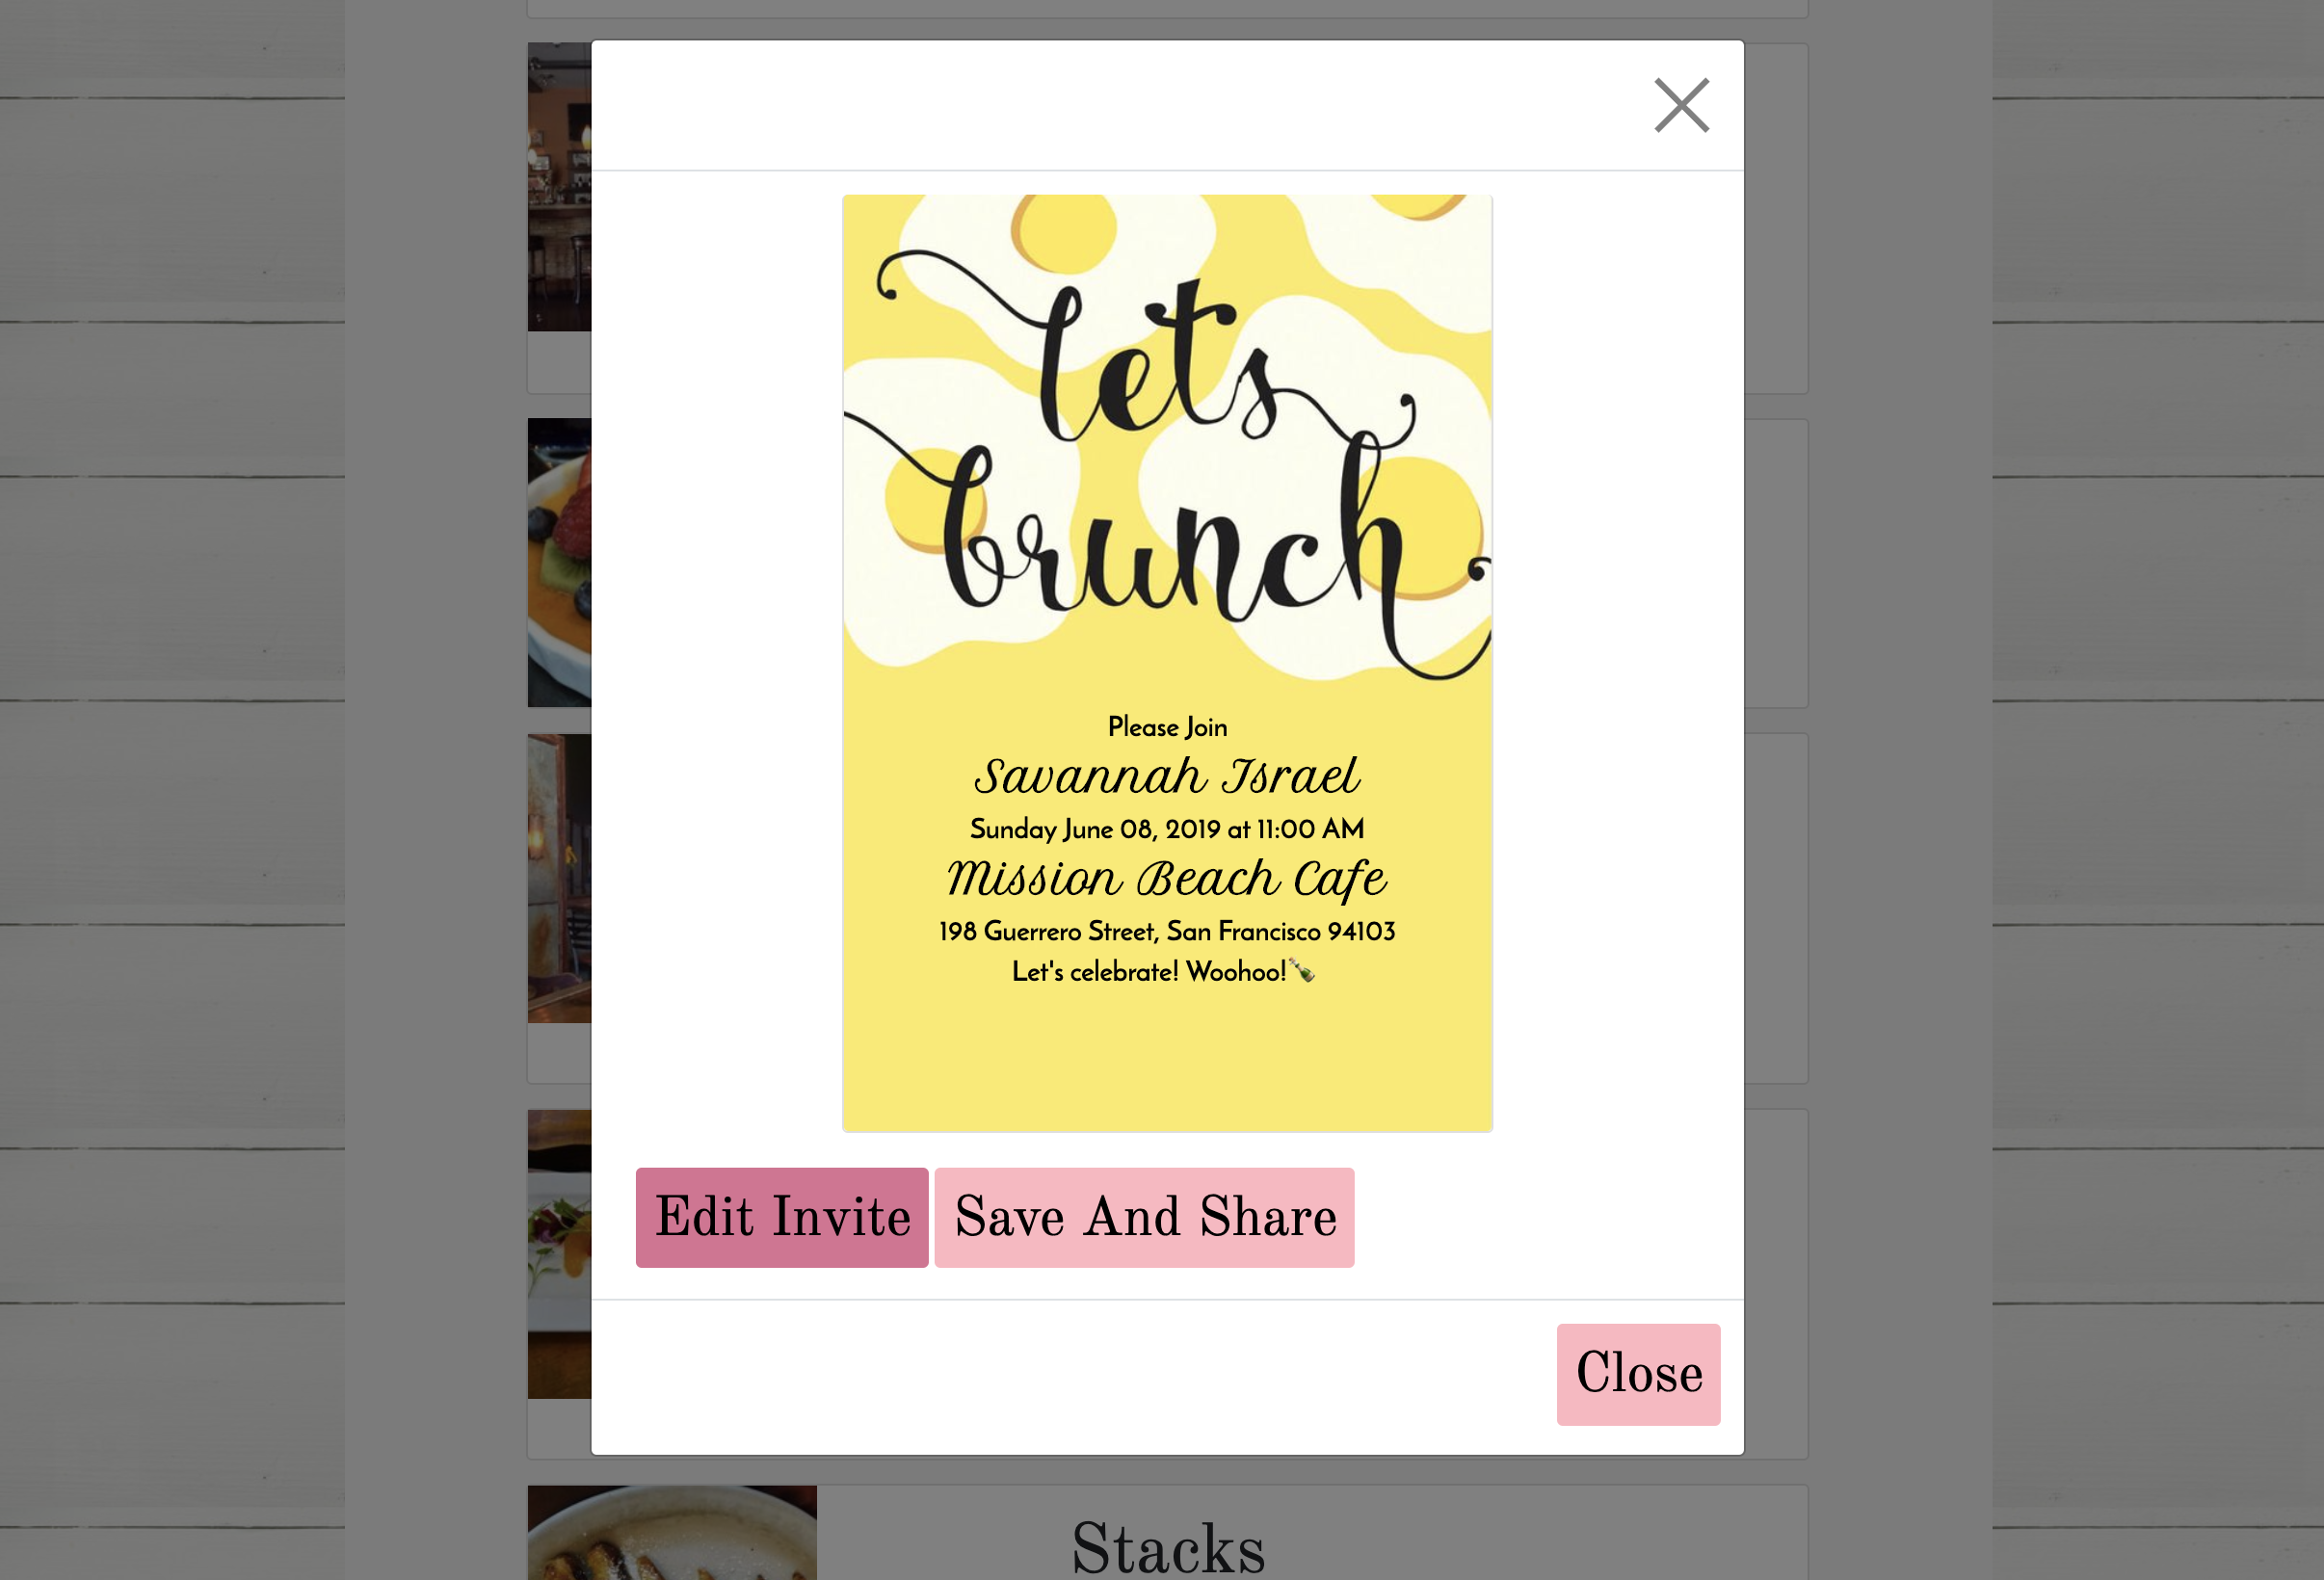 lets
brunch
Please Join
Savannah Israel
Sunday June 08, 2019 at 11:00 AM
Mission Beach Cafe
198 Guerrero Street, San Francisco 94103
Let's celebrate! Woohoo!🍾
Edit Invite Save And Share
Close
Stacks